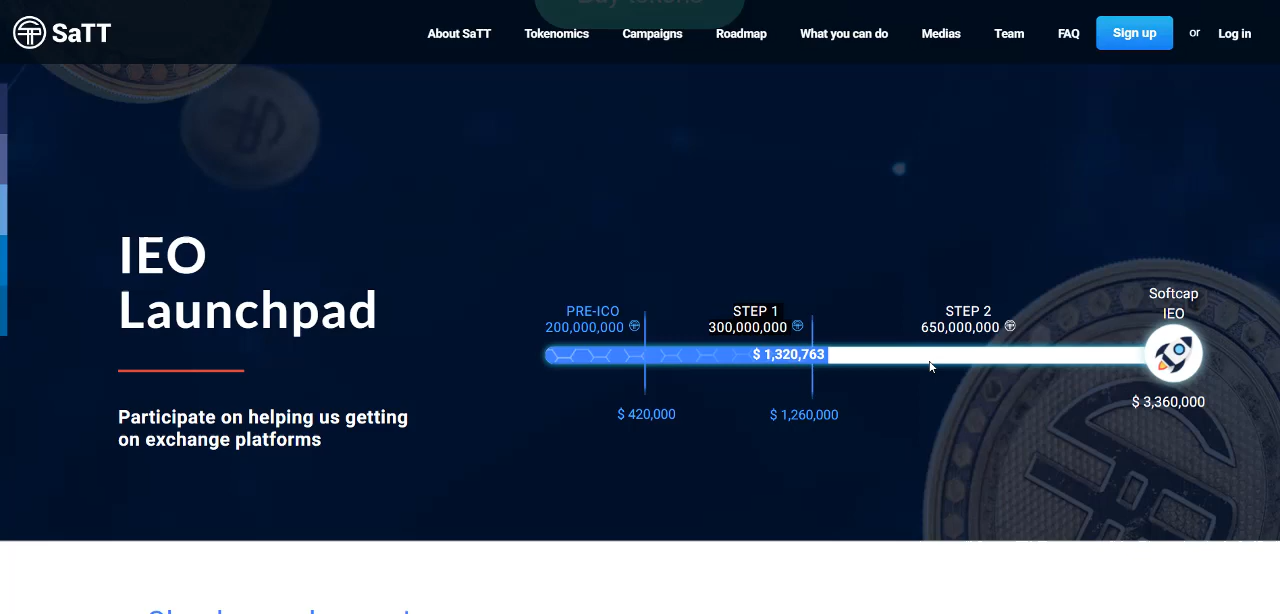 SaTT
About SaTT
Tokenomics
Campaigns
Roadmap
What you can do
Medias
Team
FAQ
Sign up
or
Log in
IEO
Launchpad
Participate on helping us getting
on exchange platforms
PRE-ICO
200,000,000
STEP 1
300,000,000
STEP 2
650,000,000
Softcap
IEO
$ 1,320,763
$ 420,000
$ 1,260,000
$ 3,360,000